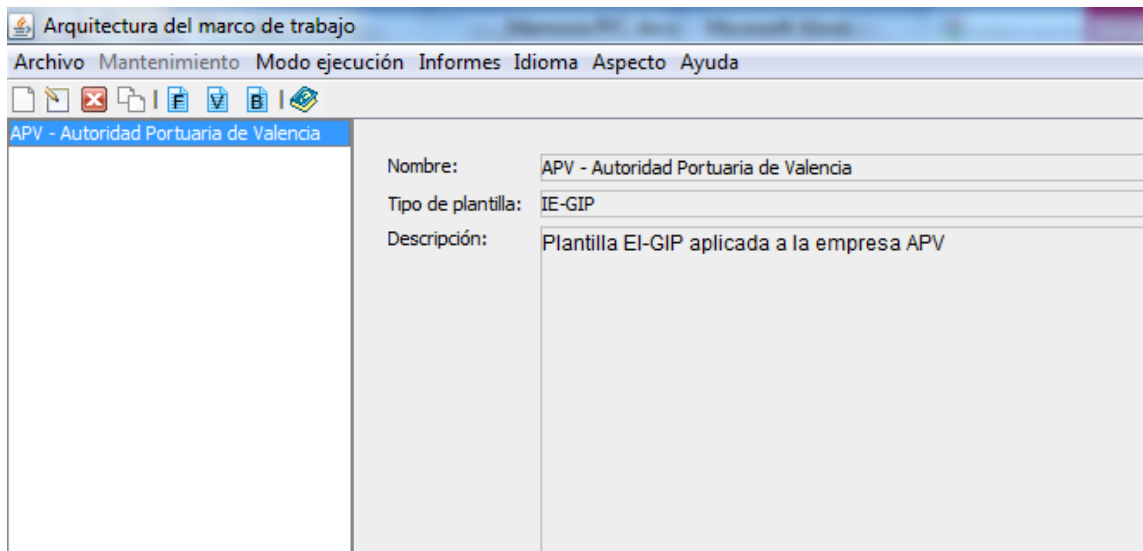 Arquitectura del marco de trabajo
Archivo Mantenimiento Modo ejecución Informes Idioma Aspecto Ayuda
F V B
APV - Autoridad Portuaria de Valencia
Nombre: APV - Autoridad Portuaria de Valencia
Tipo de plantilla: IE-GIP
Descripción: Plantilla EI-GIP aplicada a la empresa APV